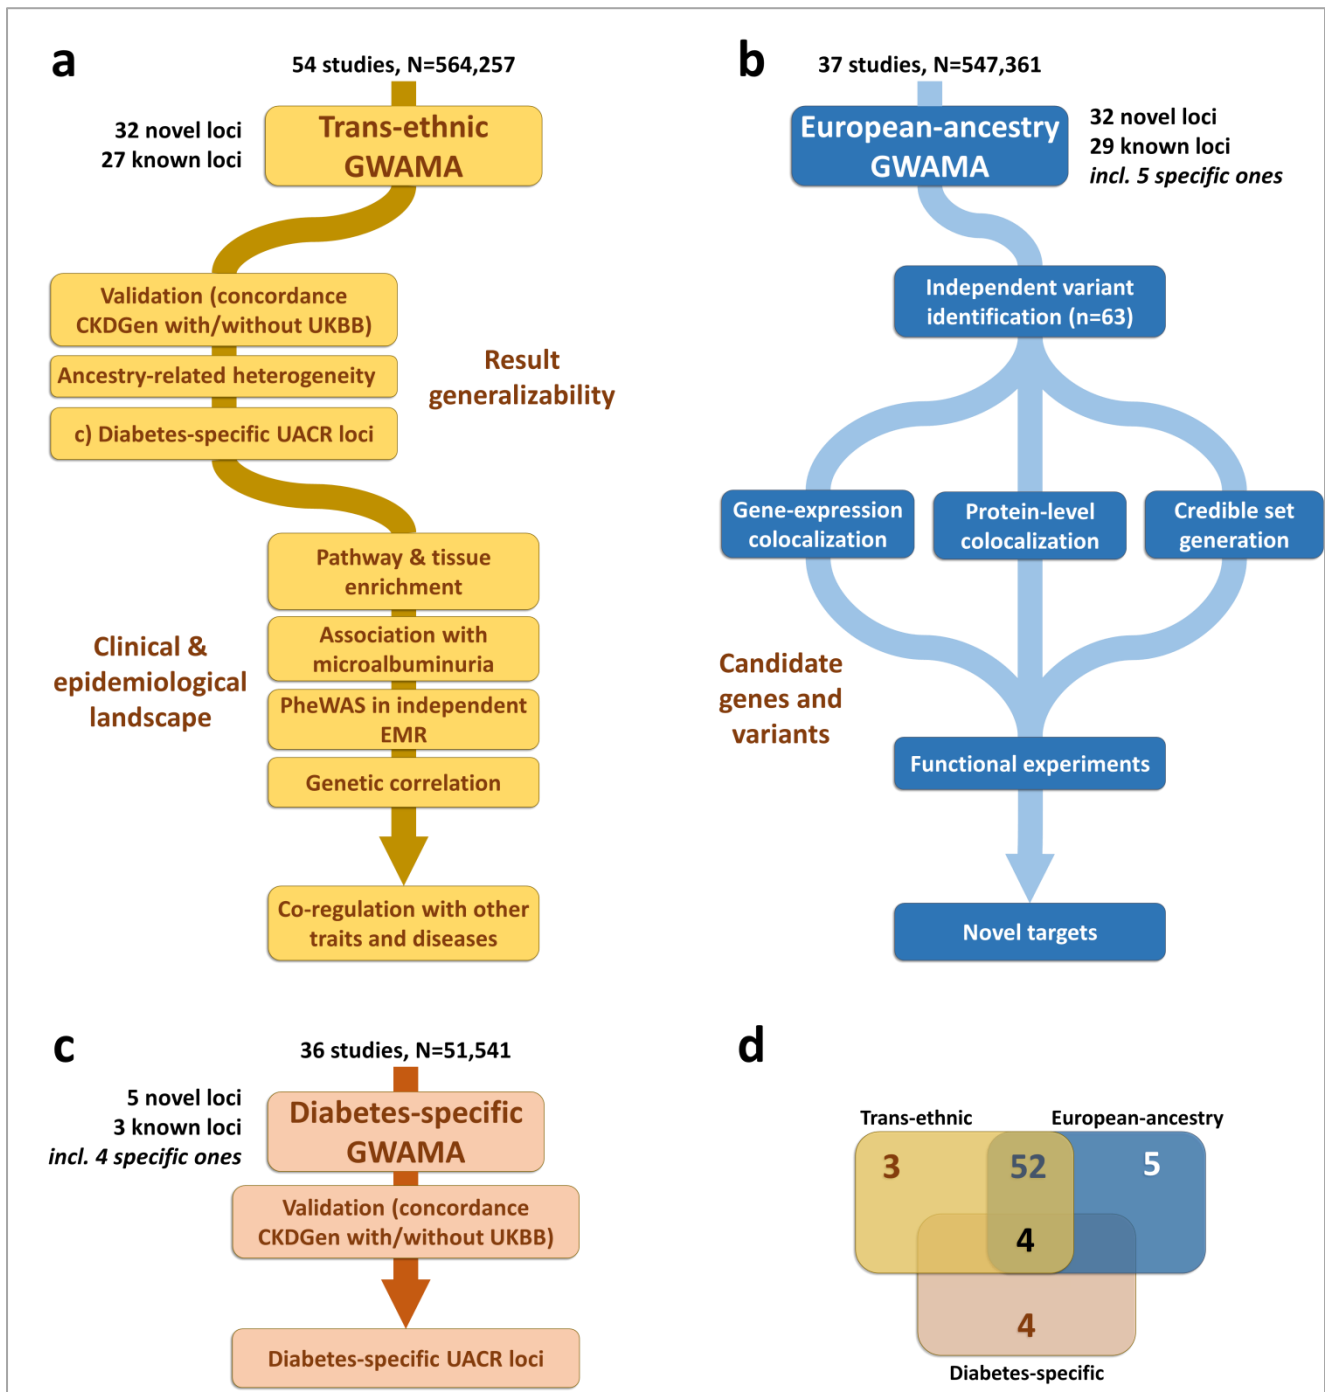 a
54 studies, N=564,257
32 novel loci
27 known loci
Trans-ethnic
GWAMA
Validation (concordance
CKDGen with/without UKBB)
Ancestry-related heterogeneity
c) Diabetes-specific UACR loci
Result
generalizability
Pathway & tissue
enrichment
Association with
microalbuminuria
PheWAS in independent
EMR
Genetic correlation
Clinical &
epidemiological
landscape
Co-regulation with other
traits and diseases
b
37 studies, N=547,361
European-ancestry
GWAMA
32 novel loci
29 known loci
incl. 5 specific ones
Independent variant
identification (n=63)
Gene-expression
colocalization
Protein-level
colocalization
Credible set
generation
Candidate
genes and
variants
Functional experiments
Novel targets
c
36 studies, N=51,541
5 novel loci
3 known loci
incl. 4 specific ones
Diabetes-specific
GWAMA
Validation (concordance
CKDGen with/without UKBB)
Diabetes-specific UACR loci
d
Trans-ethnic
European-ancestry
3
52
5
4
4
Diabetes-specific